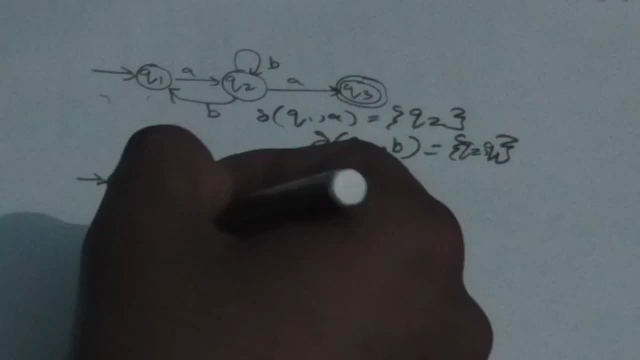 q1 a q2 b a q3
b
δ(q1, a) = {q2}
b) = {q2 q1}